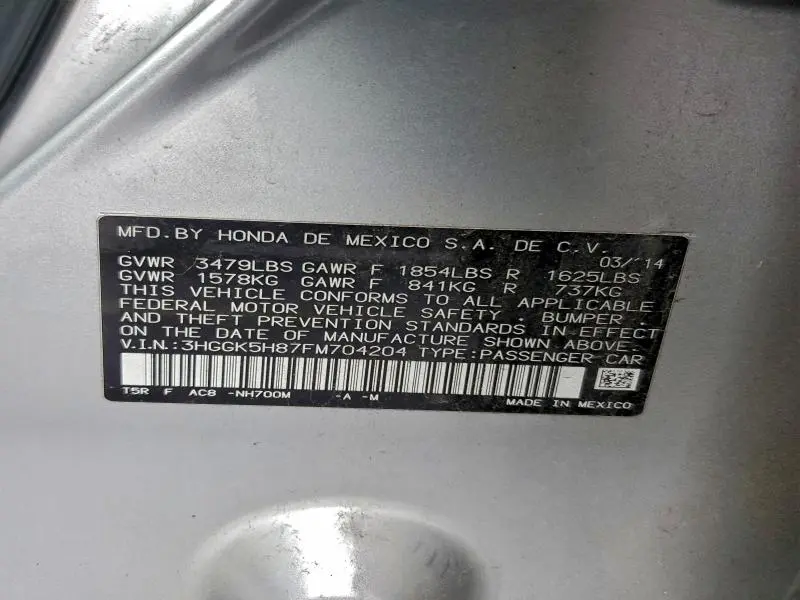 MFD. BY HONDA DE MEXICO S.A. DE C.V.
03/14
GVWR 3479LBS GAWR F 1854LBS R 1625LBS
GVWR 1578KG GAWR F 841KG R 737KG
THIS VEHICLE CONFORMS TO ALL APPLICABLE
FEDERAL MOTOR VEHICLE SAFETY, BUMPER,
AND THEFT PREVENTION STANDARDS IN EFFECT
ON THE DATE OF MANUFACTURE SHOWN ABOVE.
V.I.N.: 3HGGK5H87FM704204 TYPE: PASSENGER CAR
T5R F AC8 -NH700M -A -M
MADE IN MEXICO